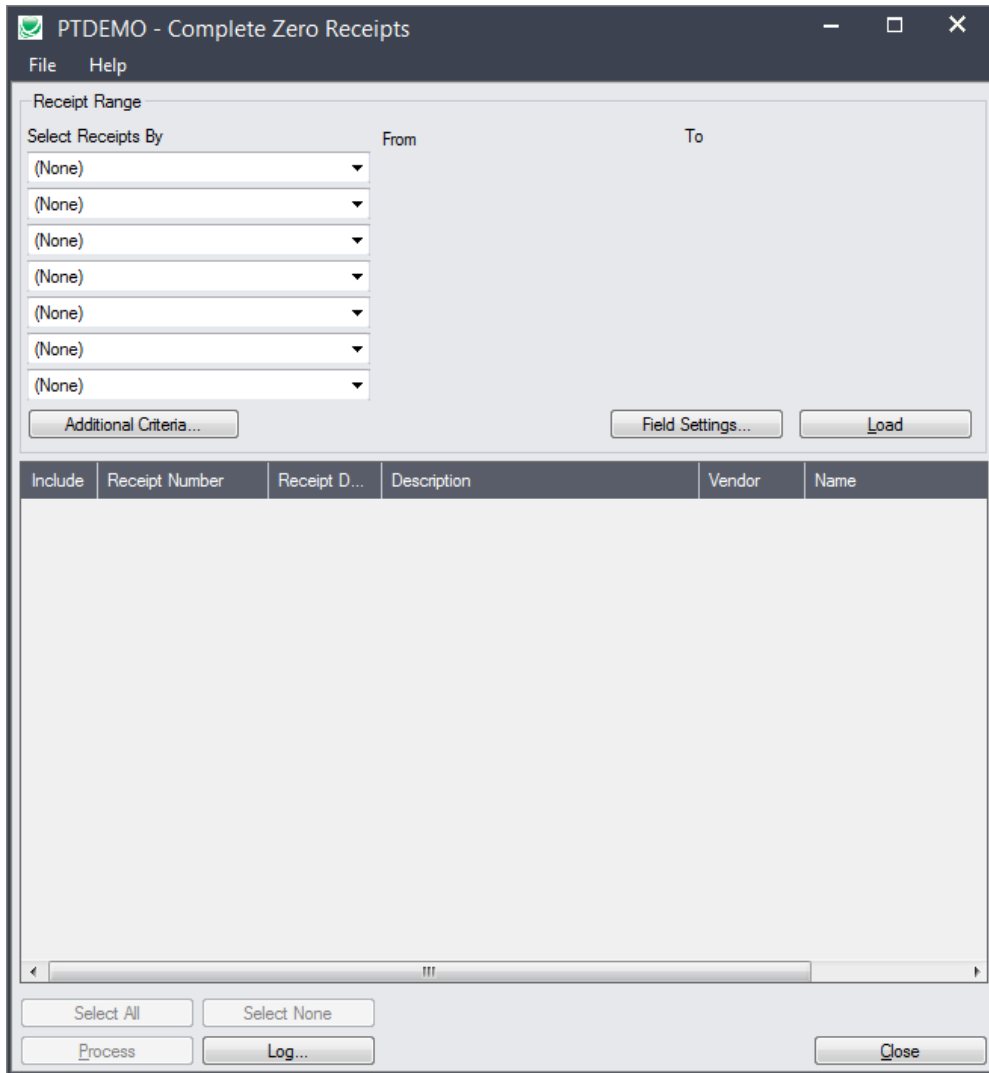 PTDEMO - Complete Zero Receipts
File Help
Receipt Range
Select Receipts By From To
(None)
(None)
(None)
(None)
(None)
(None)
(None)
Additional Criteria... Field Settings... Load
Include Receipt Number Receipt D... Description Vendor Name
Select All Select None
Process Log... Close